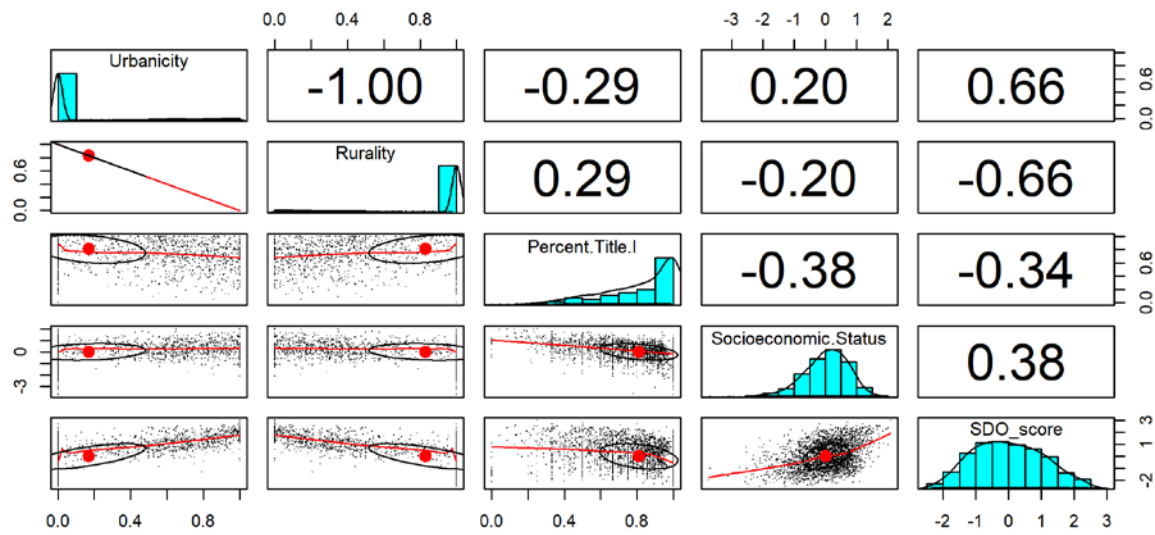 -3 -2 -1 0 1 2
0.0 0.4 0.8
Urbanicity
-1.00
-0.29
0.20
0.66
0.0 0.6
0.0 0.6
Rurality
0.29
-0.20
-0.66
Percent.Title.I
-0.38
-0.34
0.0 0.6
-3 0
Socioeconomic.Status
0.38
SDO_score
-2 1 3
0.0 0.4 0.8
0.0 0.4 0.8
-2 -1 0 1 2 3